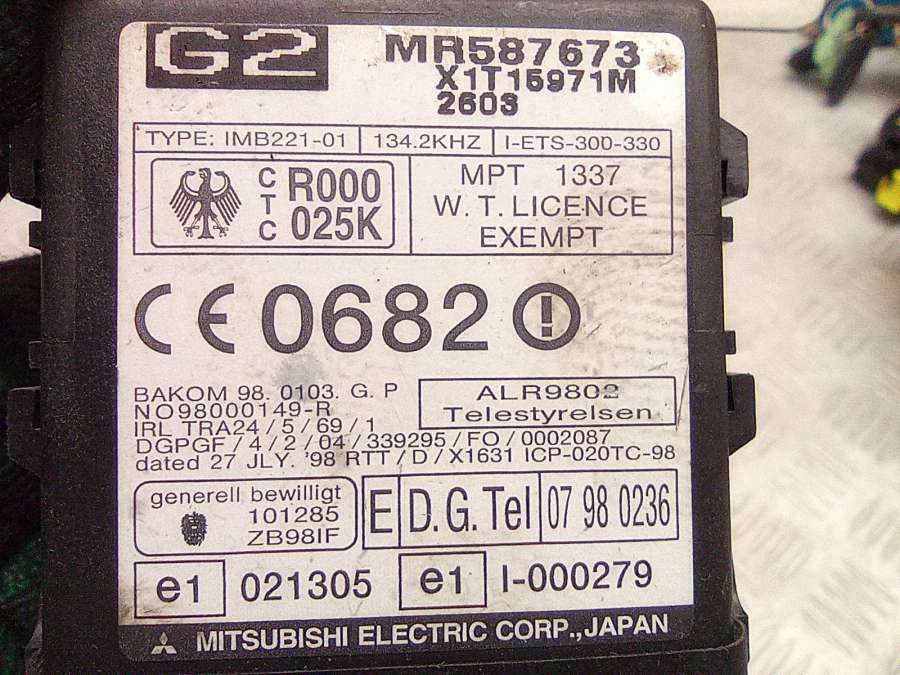 G2
MR587673
X1T15971M
2603
TYPE: IMB221-01 134.2KHZ I-ETS-300-330
CTC R000 025K
MPT 1337
W. T. LICENCE
EXEMPT
CE 0682
BAKOM 98. 0103. G. P
NO98000149-R
IRL TRA24/5/69/1
DGPGF/4/2/04/339295/FO/0002087
dated 27 JLY. '98 RTT/D/X1631 ICP-020TC-98
ALR9802
Telestyrelsen
generell bewilligt
101285
ZB98IF
E D.G.Tel 07 98 0236
e1 021305 e1 I-000279
MITSUBISHI ELECTRIC CORP.,JAPAN